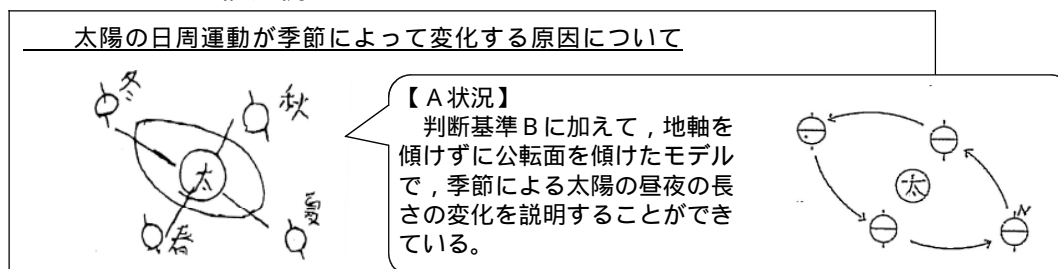 太陽の日周運動が季節によって変化する原因について
冬
秋
太
春
夏
【A状況】
判断基準Bに加えて，地軸を
傾けずに公転面を傾けたモデル
で，季節による太陽の昼夜の長
さの変化を説明することができ
ている。
太
N